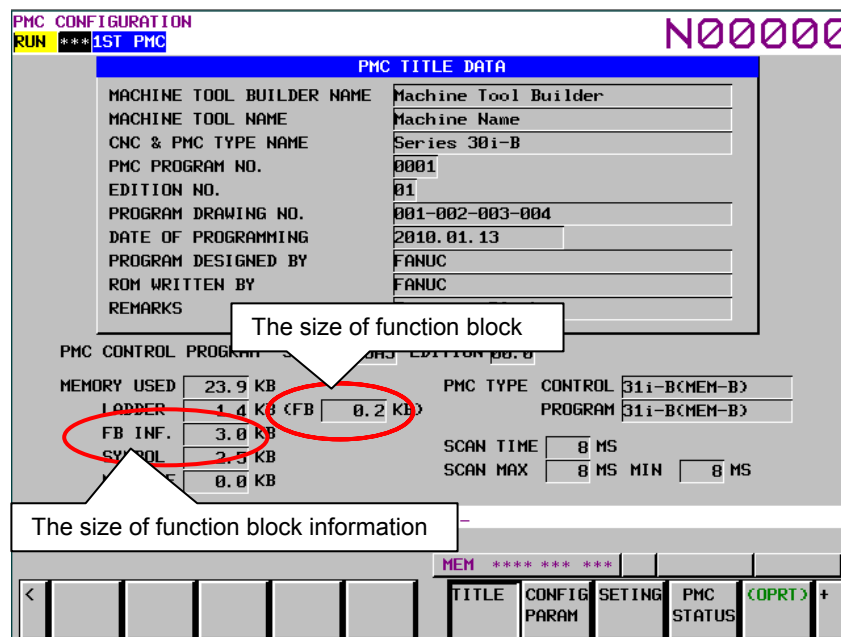 PMC CONFIGURATION
RUN ***1ST PMC
N00000
PMC TITLE DATA
MACHINE TOOL BUILDER NAME Machine Tool Builder
MACHINE TOOL NAME Machine Name
CNC & PMC TYPE NAME Series 30i-B
PMC PROGRAM NO. 0001
EDITION NO. 01
PROGRAM DRAWING NO. 001-002-003-004
DATE OF PROGRAMMING 2010.01.13
PROGRAM DESIGNED BY FANUC
ROM WRITTEN BY FANUC
REMARKS
The size of function block
PMC CONTROL PROGRAM EDITION 00.0
MEMORY USED 23.9 KB PMC TYPE CONTROL 31i-B(MEM-B)
LADDER 1.4 KB (FB 0.2 KB) PROGRAM 31i-B(MEM-B)
FB INF. 3.0 KB
SCAN TIME 8 MS
SYMBOL 2.5 KB
SCAN MAX 8 MS MIN 8 MS
0.0 KB
The size of function block information
MEM **** *** ***
< TITLE CONFIG PARAM SETING PMC STATUS (OPRT) +